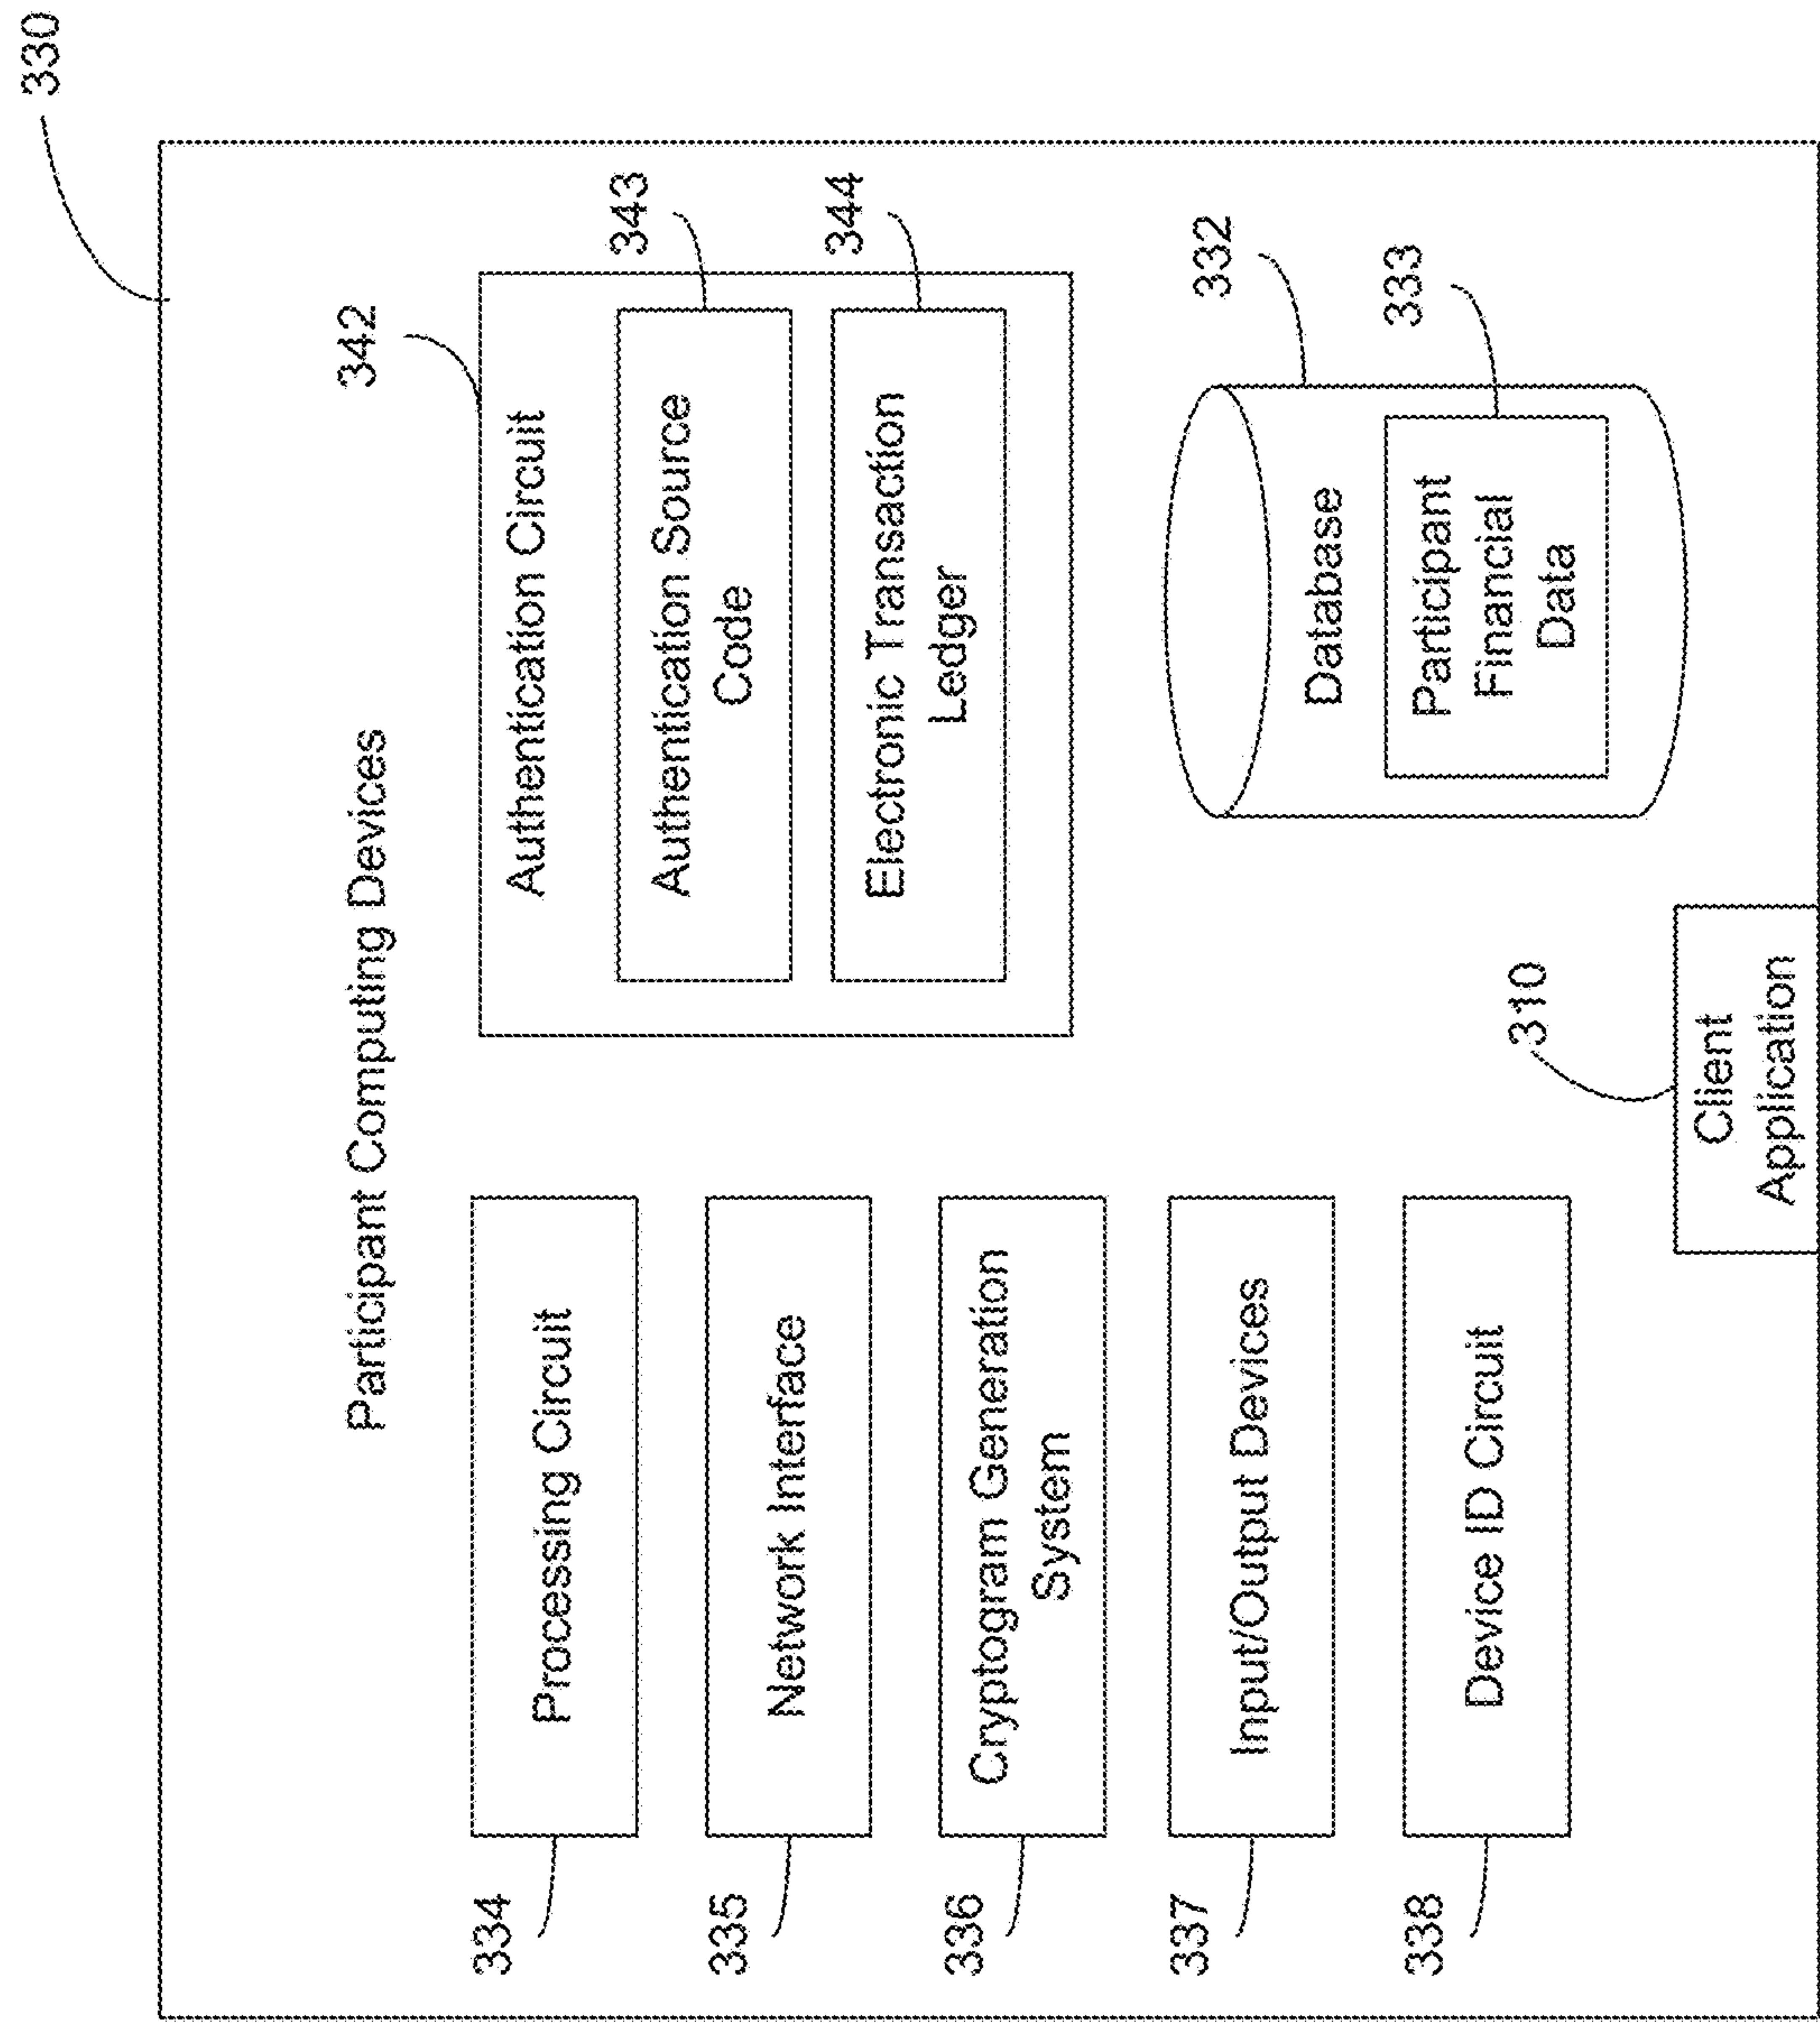 330
Participant Computing Devices
334
Processing Circuit
335
Network Interface
336
Cryptogram Generation
System
337
Input/Output Devices
338
Device ID Circuit
342
Authentication Circuit
343
Authentication Source
Code
344
Electronic Transaction
Ledger
332
Database
333
Participant
Financial
Data
310
Client
Application